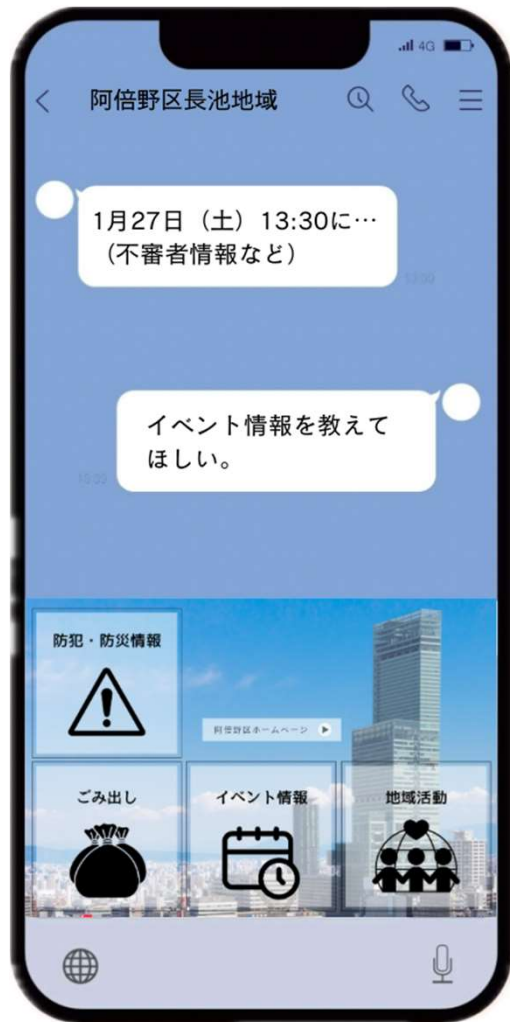 4G
阿倍野区長池地域
1月27日（土）13:30に…
（不審者情報など）
イベント情報を教えて
ほしい。
防犯・防災情報
阿倍野区ホームページ
ごみ出し
イベント情報
地域活動